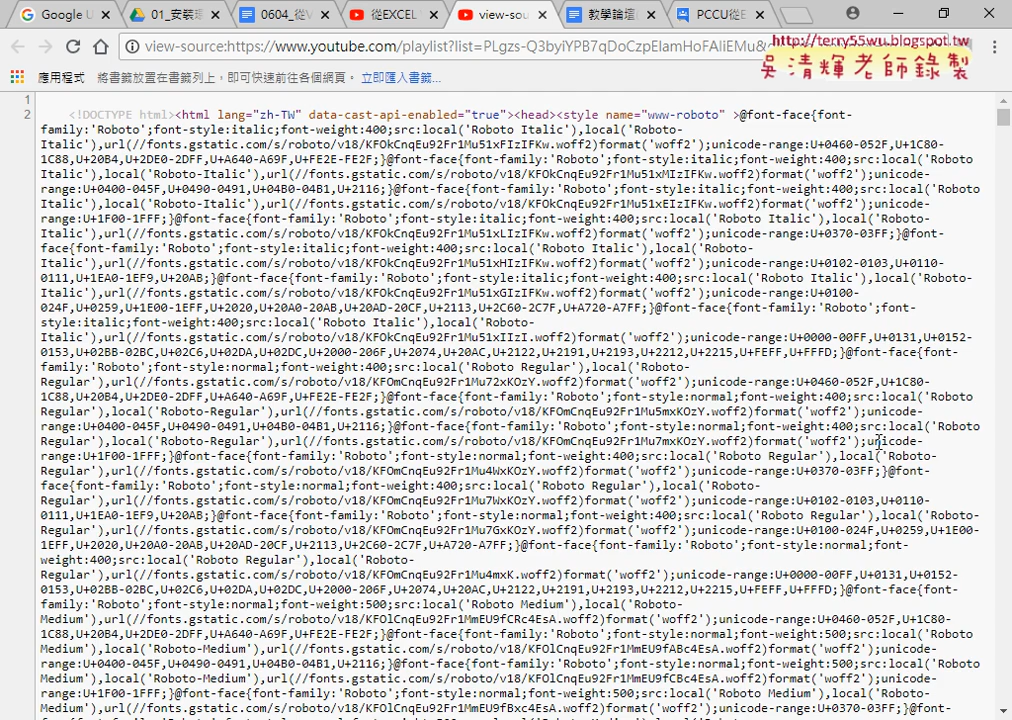 Google U
01_安裝環
0604_從V
從EXCEL
view-sou
教學論壇
PCCU從E
view-source:https://www.youtube.com/playlist?list=PLgzs-Q3byiYPB7qDoCzpElamHoFAIiEMu&
http://terry55wu.blogspot.tw
吳清輝老師錄製
應用程式 將書籤放置在書籤列上，即可快速前往各個網頁。 立即匯入書籤...
1
2 <!DOCTYPE html><html lang="zh-TW" data-cast-api-enabled="true"><head><style name="www-roboto" >@font-face{font-
family:'Roboto';font-style:italic;font-weight:400;src:local('Roboto Italic'),local('Roboto-
Italic'),url(//fonts.gstatic.com/s/roboto/v18/KFOkCnqEu92Fr1Mu51xFIzIFKw.woff2)format('woff2');unicode-range:U+0460-052F,U+1C80-
1C88,U+20B4,U+2DE0-2DFF,U+A640-A69F,U+FE2E-FE2F;}@font-face{font-family:'Roboto';font-style:italic;font-weight:400;src:local('Roboto
Italic'),local('Roboto-Italic'),url(//fonts.gstatic.com/s/roboto/v18/KFOkCnqEu92Fr1Mu51xMIzIFKw.woff2)format('woff2');unicode-
range:U+0400-045F,U+0490-0491,U+04B0-04B1,U+2116;}@font-face{font-family:'Roboto';font-style:italic;font-weight:400;src:local('Roboto
Italic'),local('Roboto-Italic'),url(//fonts.gstatic.com/s/roboto/v18/KFOkCnqEu92Fr1Mu51xEIzIFKw.woff2)format('woff2');unicode-
range:U+1F00-1FFF;}@font-face{font-family:'Roboto';font-style:italic;font-weight:400;src:local('Roboto Italic'),local('Roboto-
Italic'),url(//fonts.gstatic.com/s/roboto/v18/KFOkCnqEu92Fr1Mu51xLIzIFKw.woff2)format('woff2');unicode-range:U+0370-03FF;}@font-
face{font-family:'Roboto';font-style:italic;font-weight:400;src:local('Roboto Italic'),local('Roboto-
Italic'),url(//fonts.gstatic.com/s/roboto/v18/KFOkCnqEu92Fr1Mu51xHIzIFKw.woff2)format('woff2');unicode-range:U+0102-0103,U+0110-
0111,U+1EA0-1EF9,U+20AB;}@font-face{font-family:'Roboto';font-style:italic;font-weight:400;src:local('Roboto Italic'),local('Roboto-
Italic'),url(//fonts.gstatic.com/s/roboto/v18/KFOkCnqEu92Fr1Mu51xGIzIFKw.woff2)format('woff2');unicode-range:U+0100-
024F,U+0259,U+1E00-1EFF,U+2020,U+20A0-20AB,U+20AD-20CF,U+2113,U+2C60-2C7F,U+A720-A7FF;}@font-face{font-family:'Roboto';font-
style:italic;font-weight:400;src:local('Roboto Italic'),local('Roboto-
Italic'),url(//fonts.gstatic.com/s/roboto/v18/KFOkCnqEu92Fr1Mu51xIIzI.woff2)format('woff2');unicode-range:U+0000-00FF,U+0131,U+0152-
0153,U+02BB-02BC,U+02C6,U+02DA,U+02DC,U+2000-206F,U+2074,U+20AC,U+2122,U+2191,U+2193,U+2212,U+2215,U+FEFF,U+FFFD;}@font-face{font-
family:'Roboto';font-style:normal;font-weight:400;src:local('Roboto Regular'),local('Roboto-
Regular'),url(//fonts.gstatic.com/s/roboto/v18/KFOmCnqEu92Fr1Mu72xKOzY.woff2)format('woff2');unicode-range:U+0460-052F,U+1C80-
1C88,U+20B4,U+2DE0-2DFF,U+A640-A69F,U+FE2E-FE2F;}@font-face{font-family:'Roboto';font-style:normal;font-weight:400;src:local('Roboto
Regular'),local('Roboto-Regular'),url(//fonts.gstatic.com/s/roboto/v18/KFOmCnqEu92Fr1Mu5mxKOzY.woff2)format('woff2');unicode-
range:U+0400-045F,U+0490-0491,U+04B0-04B1,U+2116;}@font-face{font-family:'Roboto';font-style:normal;font-weight:400;src:local('Roboto
Regular'),local('Roboto-Regular'),url(//fonts.gstatic.com/s/roboto/v18/KFOmCnqEu92Fr1Mu7mxKOzY.woff2)format('woff2');unicode-
range:U+1F00-1FFF;}@font-face{font-family:'Roboto';font-style:normal;font-weight:400;src:local('Roboto Regular'),local('Roboto-
Regular'),url(//fonts.gstatic.com/s/roboto/v18/KFOmCnqEu92Fr1Mu4WxKOzY.woff2)format('woff2');unicode-range:U+0370-03FF;}@font-
face{font-family:'Roboto';font-style:normal;font-weight:400;src:local('Roboto Regular'),local('Roboto-
Regular'),url(//fonts.gstatic.com/s/roboto/v18/KFOmCnqEu92Fr1Mu7WxKOzY.woff2)format('woff2');unicode-range:U+0102-0103,U+0110-
0111,U+1EA0-1EF9,U+20AB;}@font-face{font-family:'Roboto';font-style:normal;font-weight:400;src:local('Roboto Regular'),local('Roboto-
Regular'),url(//fonts.gstatic.com/s/roboto/v18/KFOmCnqEu92Fr1Mu7GxKOzY.woff2)format('woff2');unicode-range:U+0100-024F,U+0259,U+1E00-
1EFF,U+2020,U+20A0-20AB,U+20AD-20CF,U+2113,U+2C60-2C7F,U+A720-A7FF;}@font-face{font-family:'Roboto';font-style:normal;font-
weight:400;src:local('Roboto Regular'),local('Roboto-
Regular'),url(//fonts.gstatic.com/s/roboto/v18/KFOmCnqEu92Fr1Mu4mxK.woff2)format('woff2');unicode-range:U+0000-00FF,U+0131,U+0152-
0153,U+02BB-02BC,U+02C6,U+02DA,U+02DC,U+2000-206F,U+2074,U+20AC,U+2122,U+2191,U+2193,U+2212,U+2215,U+FEFF,U+FFFD;}@font-face{font-
family:'Roboto';font-style:normal;font-weight:500;src:local('Roboto Medium'),local('Roboto-
Medium'),url(//fonts.gstatic.com/s/roboto/v18/KFOlCnqEu92Fr1MmEU9fCRc4EsA.woff2)format('woff2');unicode-range:U+0460-052F,U+1C80-
1C88,U+20B4,U+2DE0-2DFF,U+A640-A69F,U+FE2E-FE2F;}@font-face{font-family:'Roboto';font-style:normal;font-weight:500;src:local('Roboto
Medium'),local('Roboto-Medium'),url(//fonts.gstatic.com/s/roboto/v18/KFOlCnqEu92Fr1MmEU9fABc4EsA.woff2)format('woff2');unicode-
range:U+0400-045F,U+0490-0491,U+04B0-04B1,U+2116;}@font-face{font-family:'Roboto';font-style:normal;font-weight:500;src:local('Roboto
Medium'),local('Roboto-Medium'),url(//fonts.gstatic.com/s/roboto/v18/KFOlCnqEu92Fr1MmEU9fCBc4EsA.woff2)format('woff2');unicode-
range:U+1F00-1FFF;}@font-face{font-family:'Roboto';font-style:normal;font-weight:500;src:local('Roboto Medium'),local('Roboto-
Medium'),url(//fonts.gstatic.com/s/roboto/v18/KFOlCnqEu92Fr1MmEU9fBxc4EsA.woff2)format('woff2');unicode-range:U+0370-03FF;}@font-